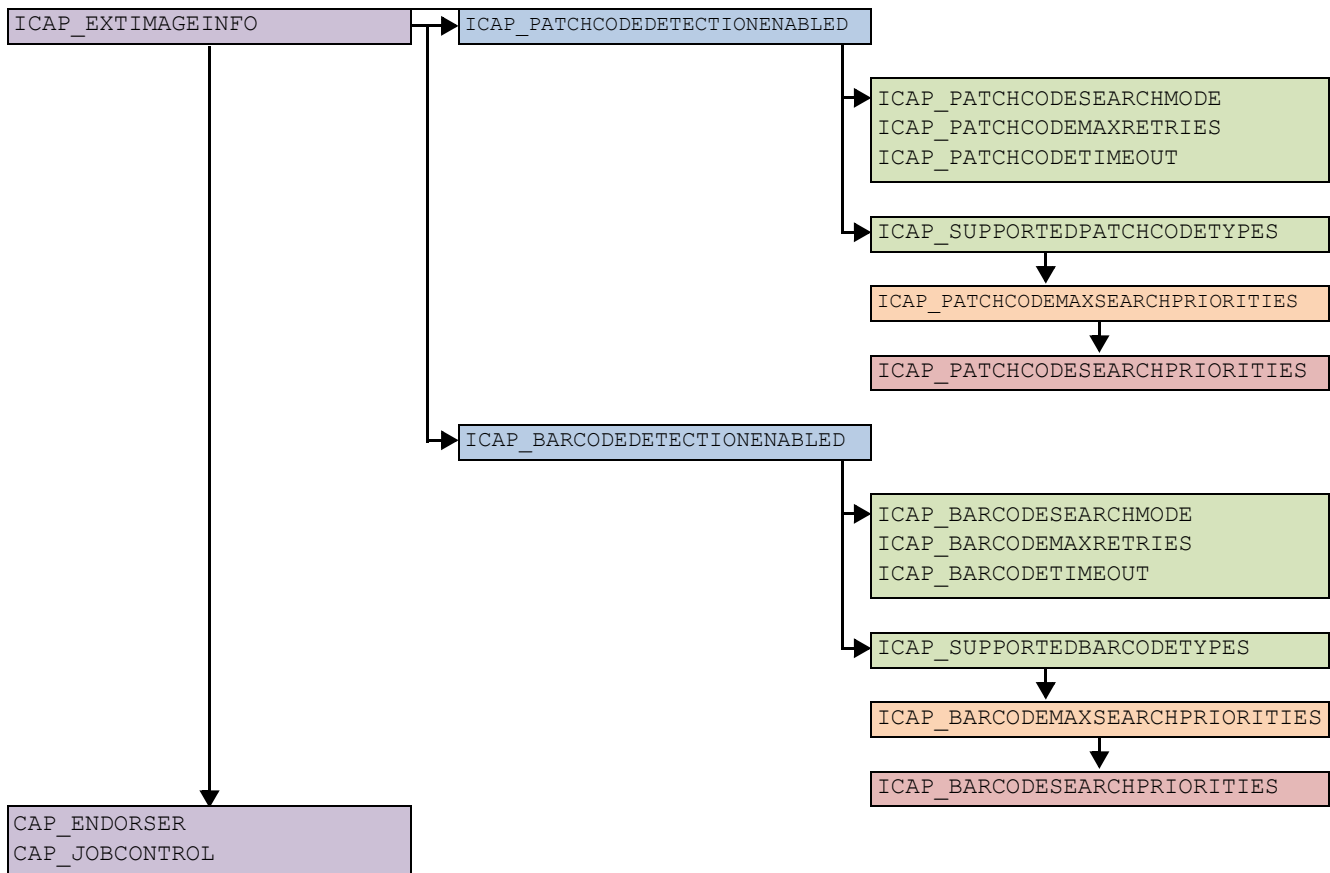 ICAP_EXTIMAGEINFO
ICAP_PATCHCODEDETECTIONENABLED
ICAP_PATCHCODESEARCHMODE
ICAP_PATCHCODEMAXRETRIES
ICAP_PATCHCODETIMEOUT
ICAP_SUPPORTEDPATCHCODETYPES
ICAP_PATCHCODEMAXSEARCHPRIORITIES
ICAP_PATCHCODESEARCHPRIORITIES
ICAP_BARCODEDETECTIONENABLED
ICAP_BARCODESEARCHMODE
ICAP_BARCODEMAXRETRIES
ICAP_BARCODETIMEOUT
ICAP_SUPPORTEDBARCODETYPES
ICAP_BARCODEMAXSEARCHPRIORITIES
ICAP_BARCODESEARCHPRIORITIES
CAP_ENDORSER
CAP_JOBCONTROL